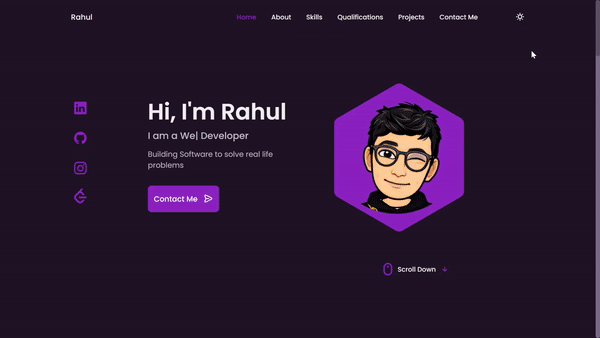 Rahul
Home About Skills Qualifications Projects Contact Me
Hi, I'm Rahul
I am a We| Developer
Building Software to solve real life
problems
Contact Me
Scroll Down